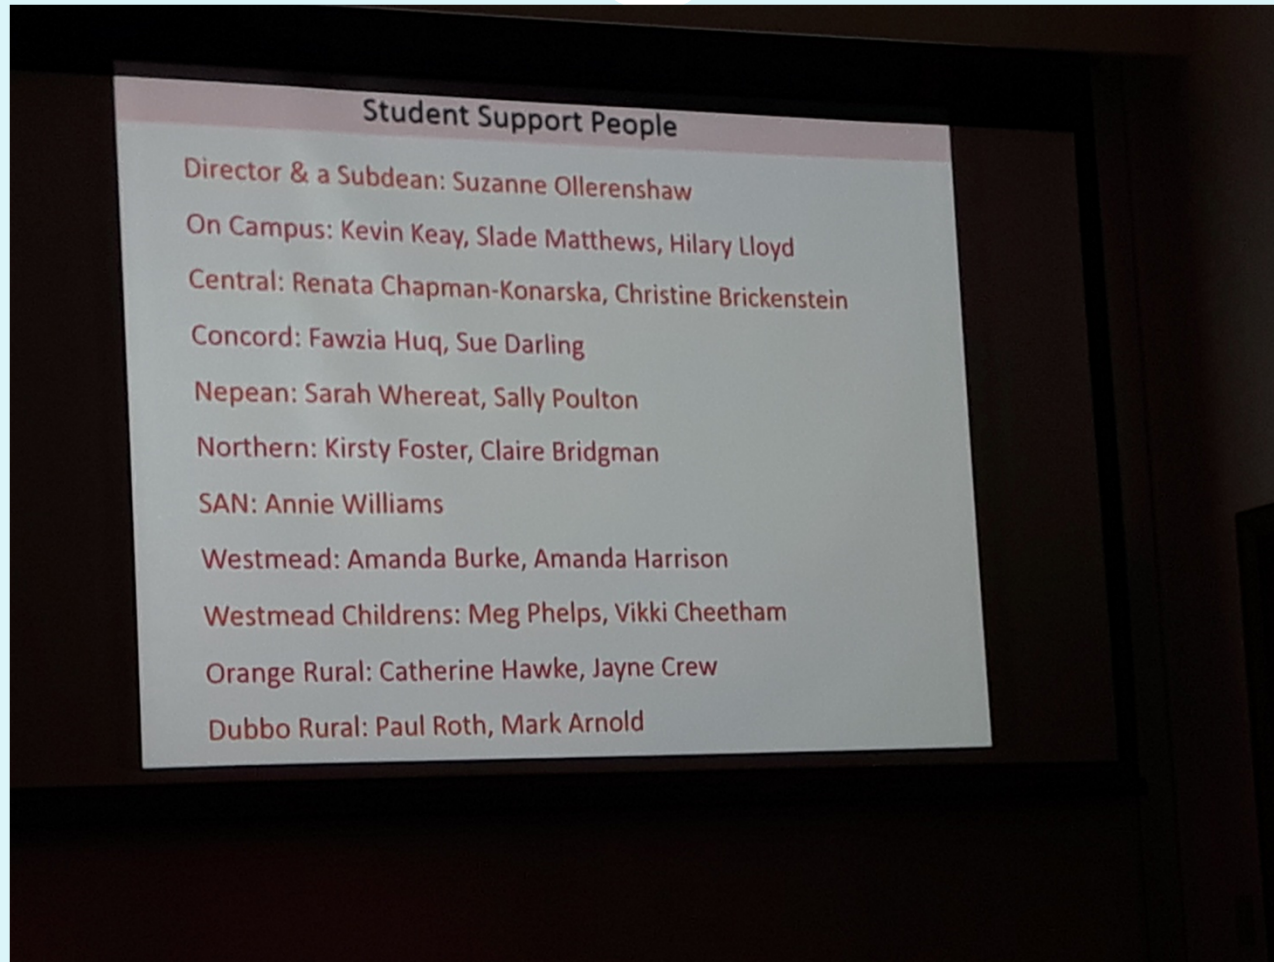 Student Support People
Director & a Subdean: Suzanne Ollerenshaw
On Campus: Kevin Keay, Slade Matthews, Hilary Lloyd
Central: Renata Chapman-Konarska, Christine Brickenstein
Concord: Fawzia Huq, Sue Darling
Nepean: Sarah Whereat, Sally Poulton
Northern: Kirsty Foster, Claire Bridgman
SAN: Annie Williams
Westmead: Amanda Burke, Amanda Harrison
Westmead Childrens: Meg Phelps, Vikki Cheetham
Orange Rural: Catherine Hawke, Jayne Crew
Dubbo Rural: Paul Roth, Mark Arnold